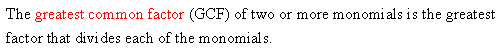 The greatest common factor (GCF) of two or more monomials is the greatest
factor that divides each of the monomials.